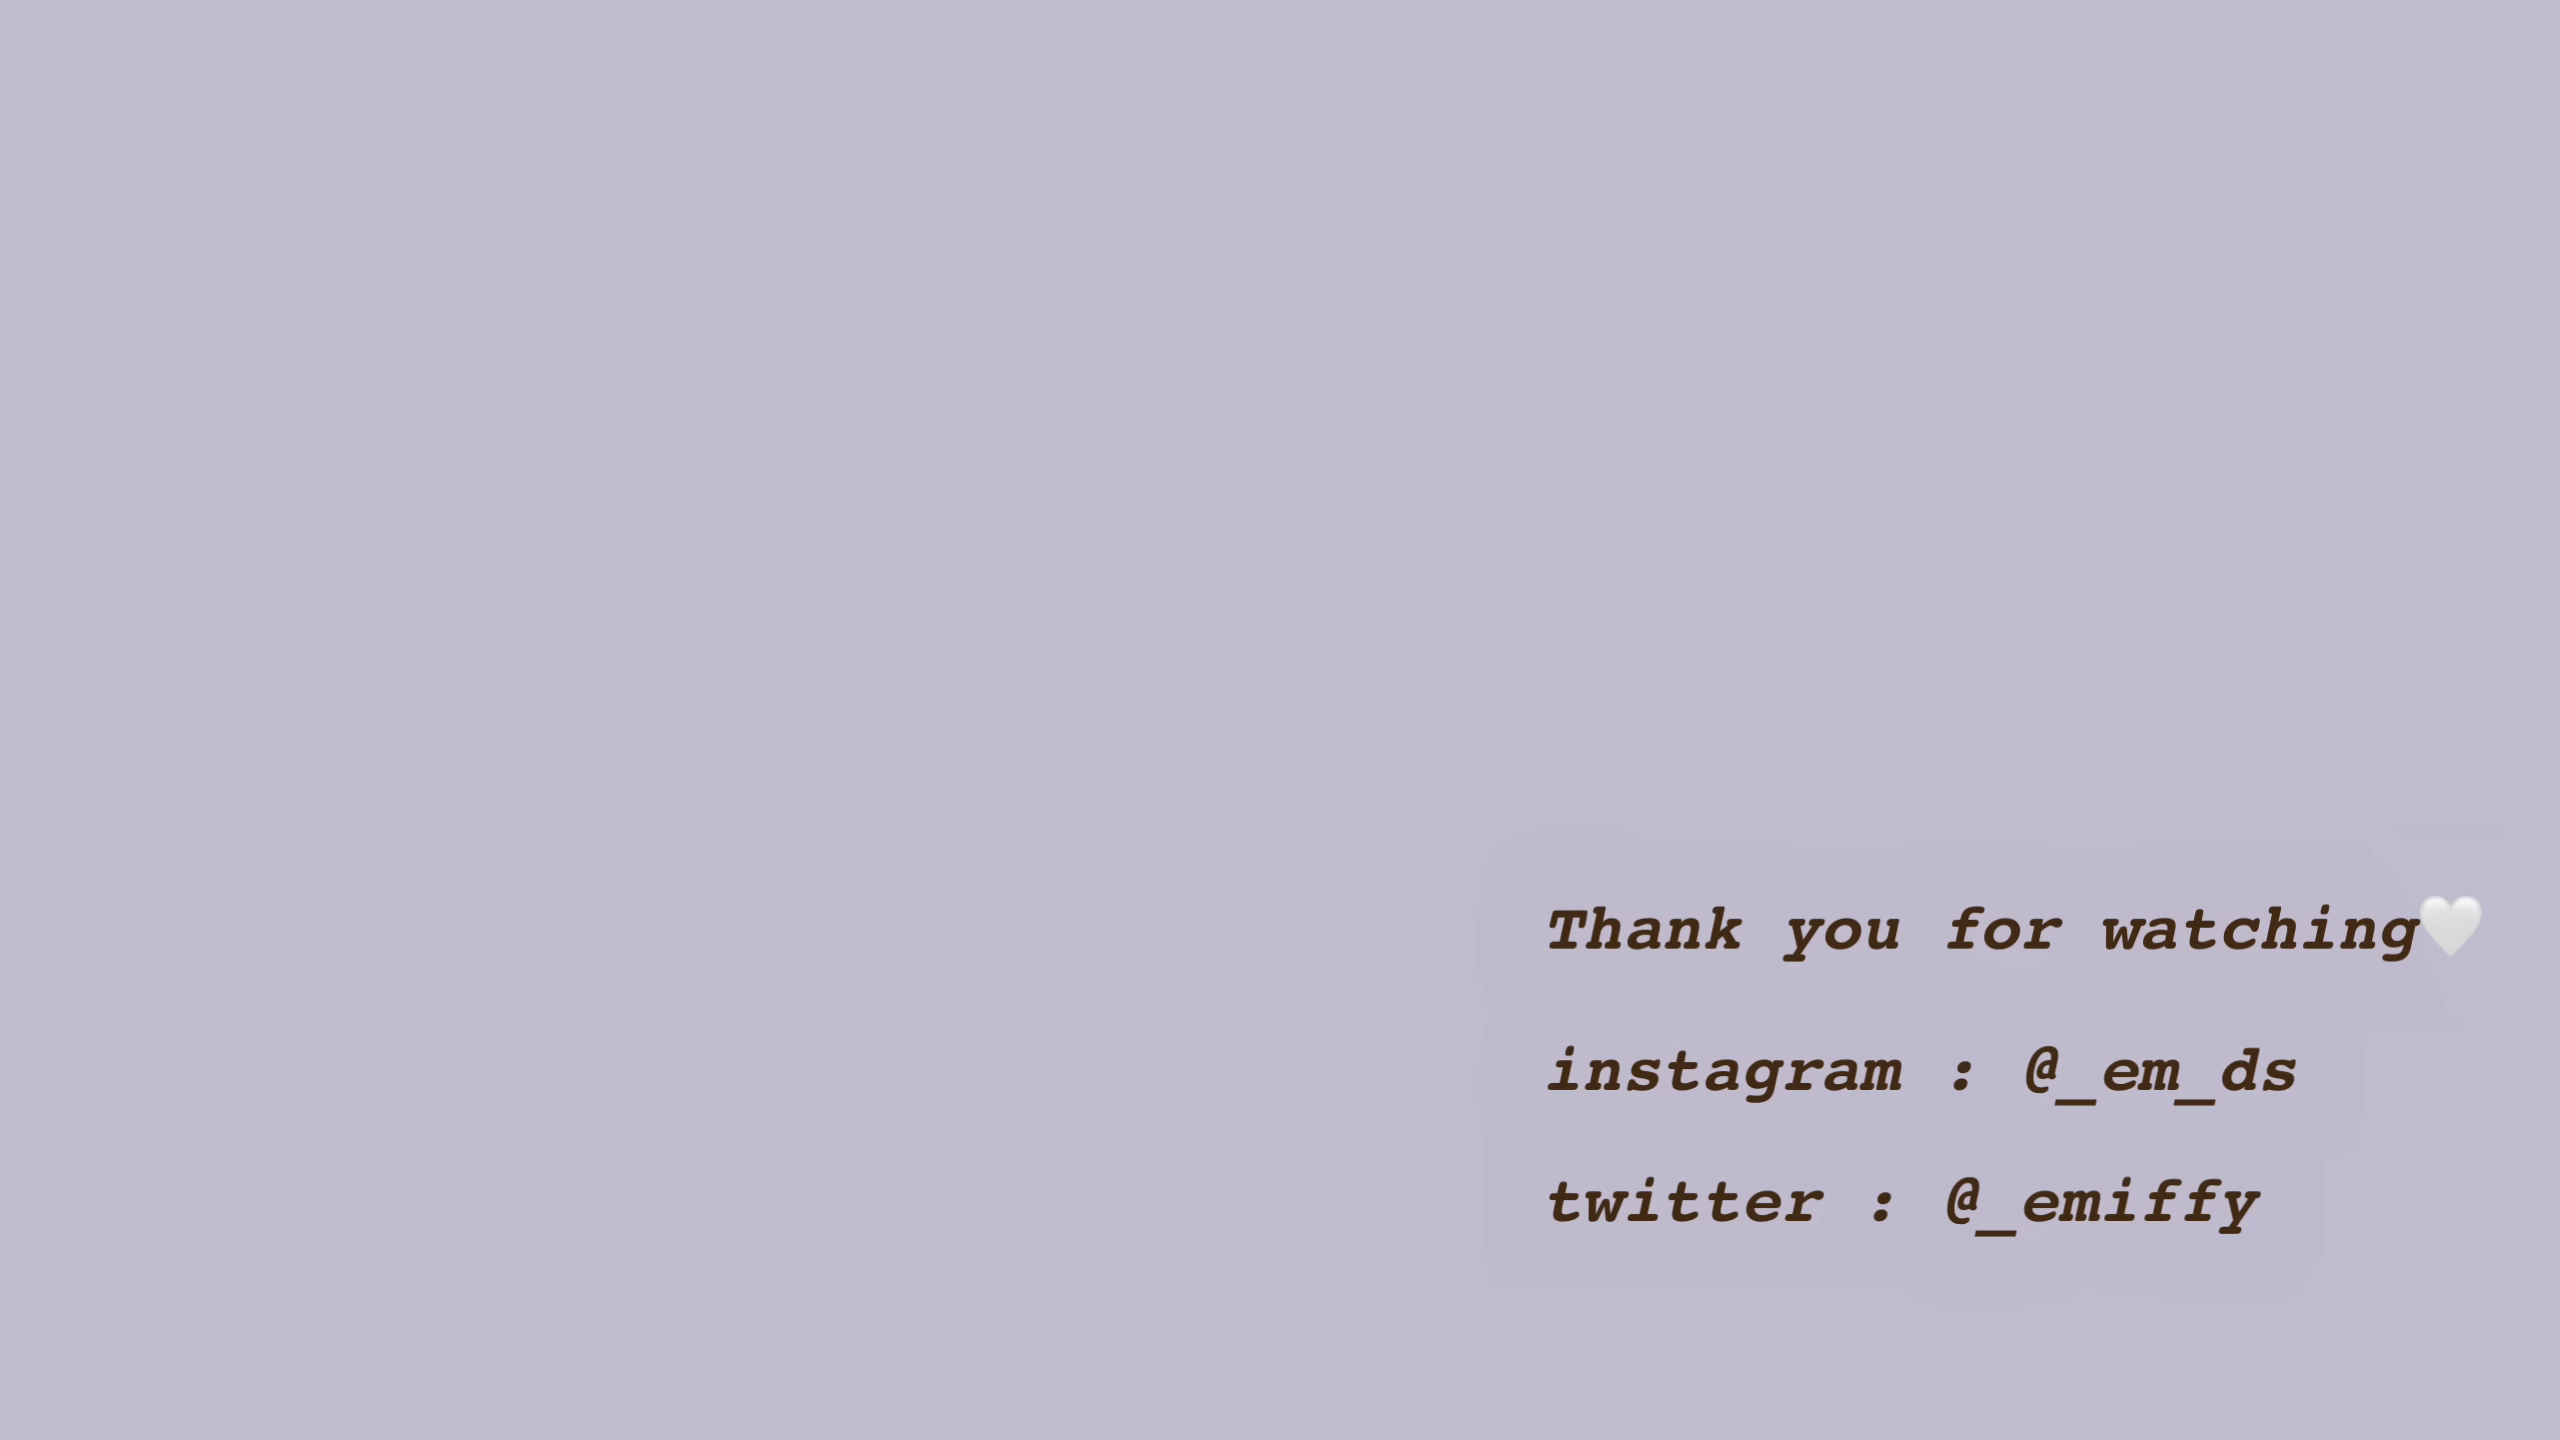 Thank you for watching🤍
instagram : @_em_ds
twitter : @_emiffy